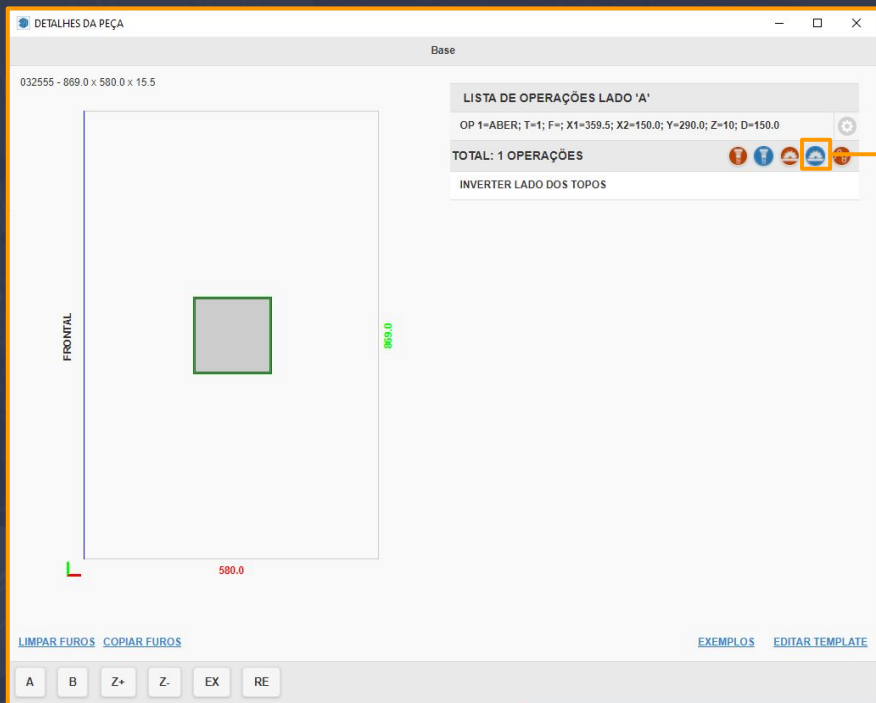 DETALHES DA PEÇA
Base
032555 - 869.0 x 580.0 x 15.5
LISTA DE OPERAÇÕES LADO 'A'
OP 1=ABER; T=1; F=; X1=359.5; X2=150.0; Y=290.0; Z=10; D=150.0
TOTAL: 1 OPERAÇÕES
INVERTER LADO DOS TOPOS
FRONTAL
869.0
580.0
LIMPAR FUROS COPIAR FUROS
EXEMPLOS EDITAR TEMPLATE
A B Z+ Z- EX RE